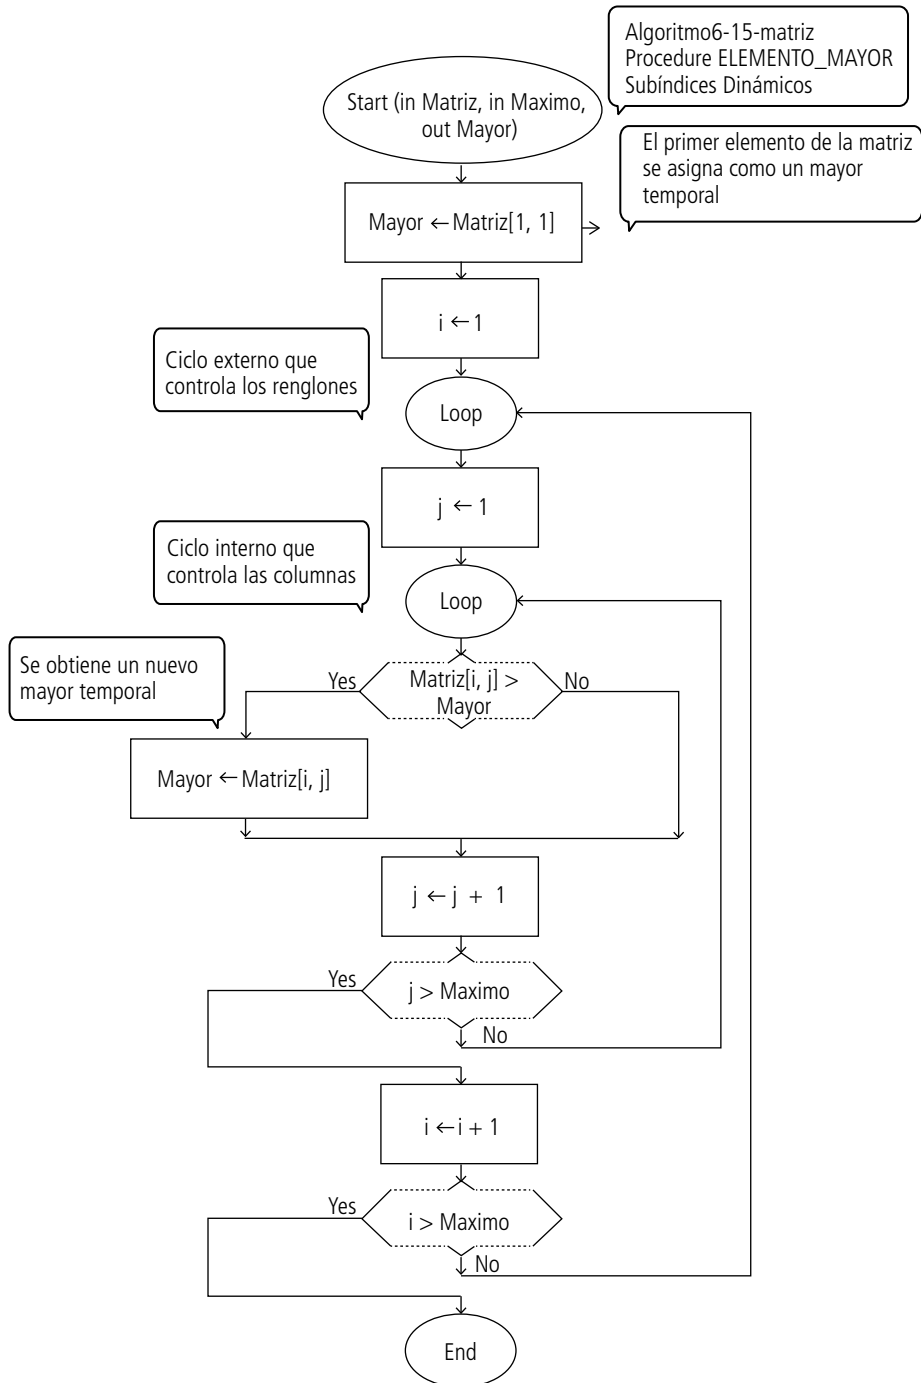 Algoritmo6-15-matriz
Procedure ELEMENTO_MAYOR
Subíndices Dinámicos
Start (in Matriz, in Maximo,
out Mayor)
El primer elemento de la matriz
se asigna como un mayor
temporal
Mayor ← Matriz[1, 1]
i ← 1
Ciclo externo que
controla los renglones
Loop
j ← 1
Ciclo interno que
controla las columnas
Loop
Se obtiene un nuevo
mayor temporal
Yes
Matriz[i, j] >
Mayor
No
Mayor ← Matriz[i, j]
j ← j + 1
Yes
j > Maximo
No
i ← i + 1
Yes
i > Maximo
No
End